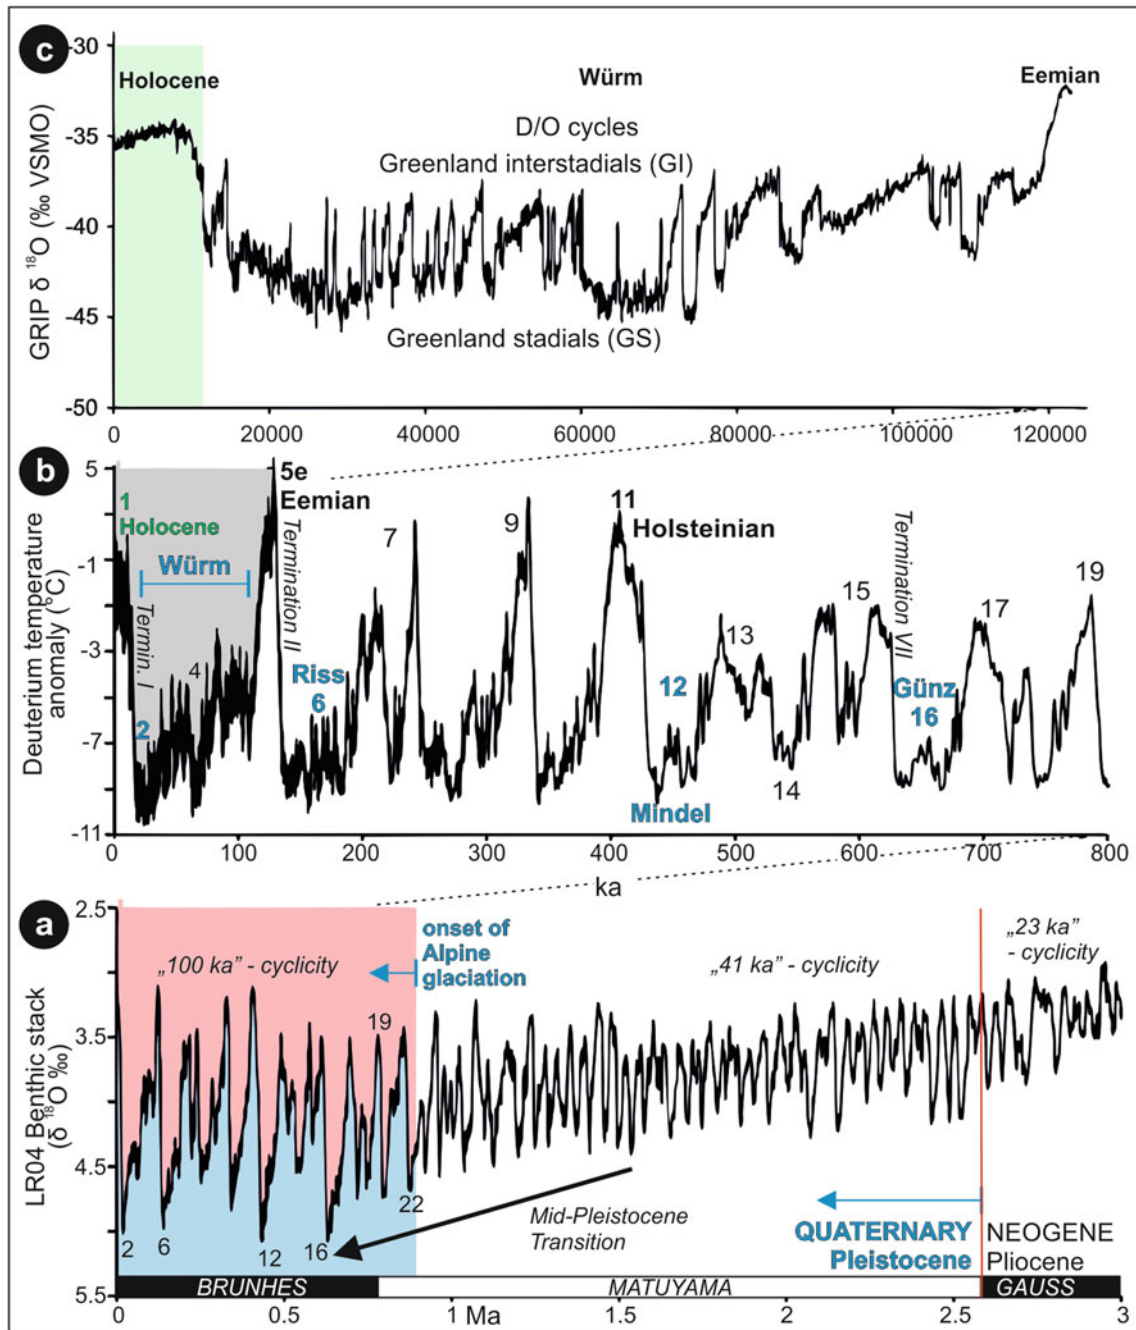 c
-30
-35
-40
-45
-50
GRIP δ ¹⁸O (‰ VSMO)
Holocene
Würm
Eemian
D/O cycles
Greenland interstadials (GI)
Greenland stadials (GS)
0 20000 40000 60000 80000 100000 120000
b
5
-1
-3
-7
-11
Deuterium temperature
anomaly (°C)
1
Holocene
Würm
Termin. I
2
4
5e
Eemian
Termination II
Riss
6
7
9
11
Holsteinian
12
Mindel
13
14
15
Termination VII
Günz
16
17
19
0 100 200 300 400 500 600 700 800
ka
a
2.5
3.5
4.5
5.5
LR04 Benthic stack
(δ ¹⁸O ‰)
„100 ka” - cyclicity
onset of
Alpine
glaciation
„41 ka” - cyclicity
„23 ka”
- cyclicity
19
22
2 6 12 16
Mid-Pleistocene
Transition
QUATERNARY
Pleistocene
NEOGENE
Pliocene
BRUNHES MATUYAMA GAUSS
0 0.5 1 Ma 1.5 2 2.5 3